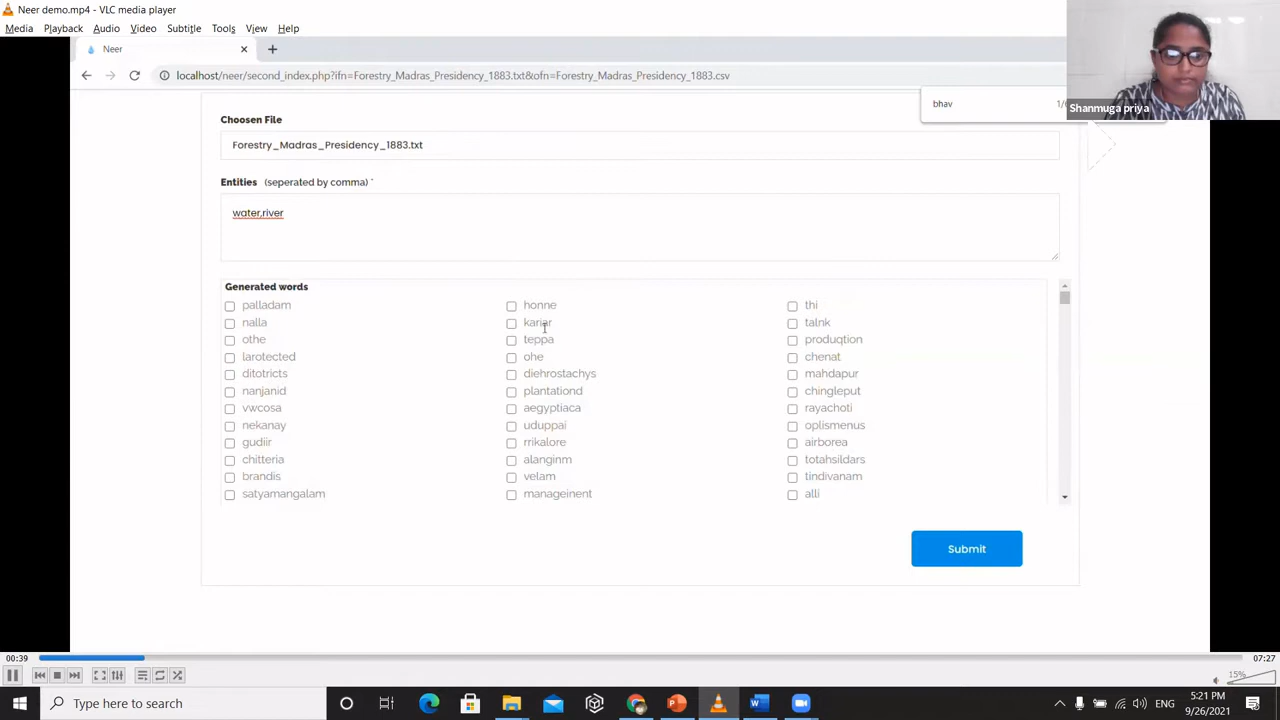 Neer demo.mp4 - VLC media player
Media Playback Audio Video Subtitle Tools View Help
Neer
localhost/neer/second_index.php?ifn=Forestry_Madras_Presidency_1883.txt&ofn=Forestry_Madras_Presidency_1883.csv
bhav 1/
Shanmuga priya
Choosen File
Forestry_Madras_Presidency_1883.txt
Entities (seperated by comma) *
water,river
Generated words
palladam honne thi
nalla kariar talnk
othe teppa produqtion
larotected ohe chenat
ditotricts diehrostachys mahdapur
nanjanid plantationd chingleput
vwcosa aegyptiaca rayachoti
nekanay uduppai oplismenus
gudiir rrikalore airborea
chitteria alanginm totahsildars
brandis velam tindivanam
satyamangalam manageinent alli
Submit
00:39 07:27
15%
Type here to search
ENG
5:21 PM
9/26/2021